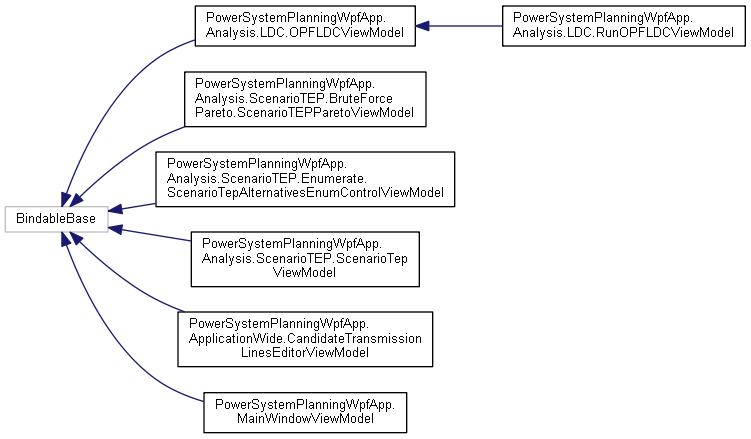 PowerSystemPlanningWpfApp.
Analysis.LDC.OPFLDCViewModel
PowerSystemPlanningWpfApp.
Analysis.LDC.RunOPFLDCViewModel
PowerSystemPlanningWpfApp.
Analysis.ScenarioTEP.BruteForce
Pareto.ScenarioTEPParetoViewModel
PowerSystemPlanningWpfApp.
Analysis.ScenarioTEP.Enumerate.
ScenarioTepAlternativesEnumControlViewModel
BindableBase
PowerSystemPlanningWpfApp.
Analysis.ScenarioTEP.ScenarioTep
ViewModel
PowerSystemPlanningWpfApp.
ApplicationWide.CandidateTransmission
LinesEditorViewModel
PowerSystemPlanningWpfApp.
MainWindowViewModel